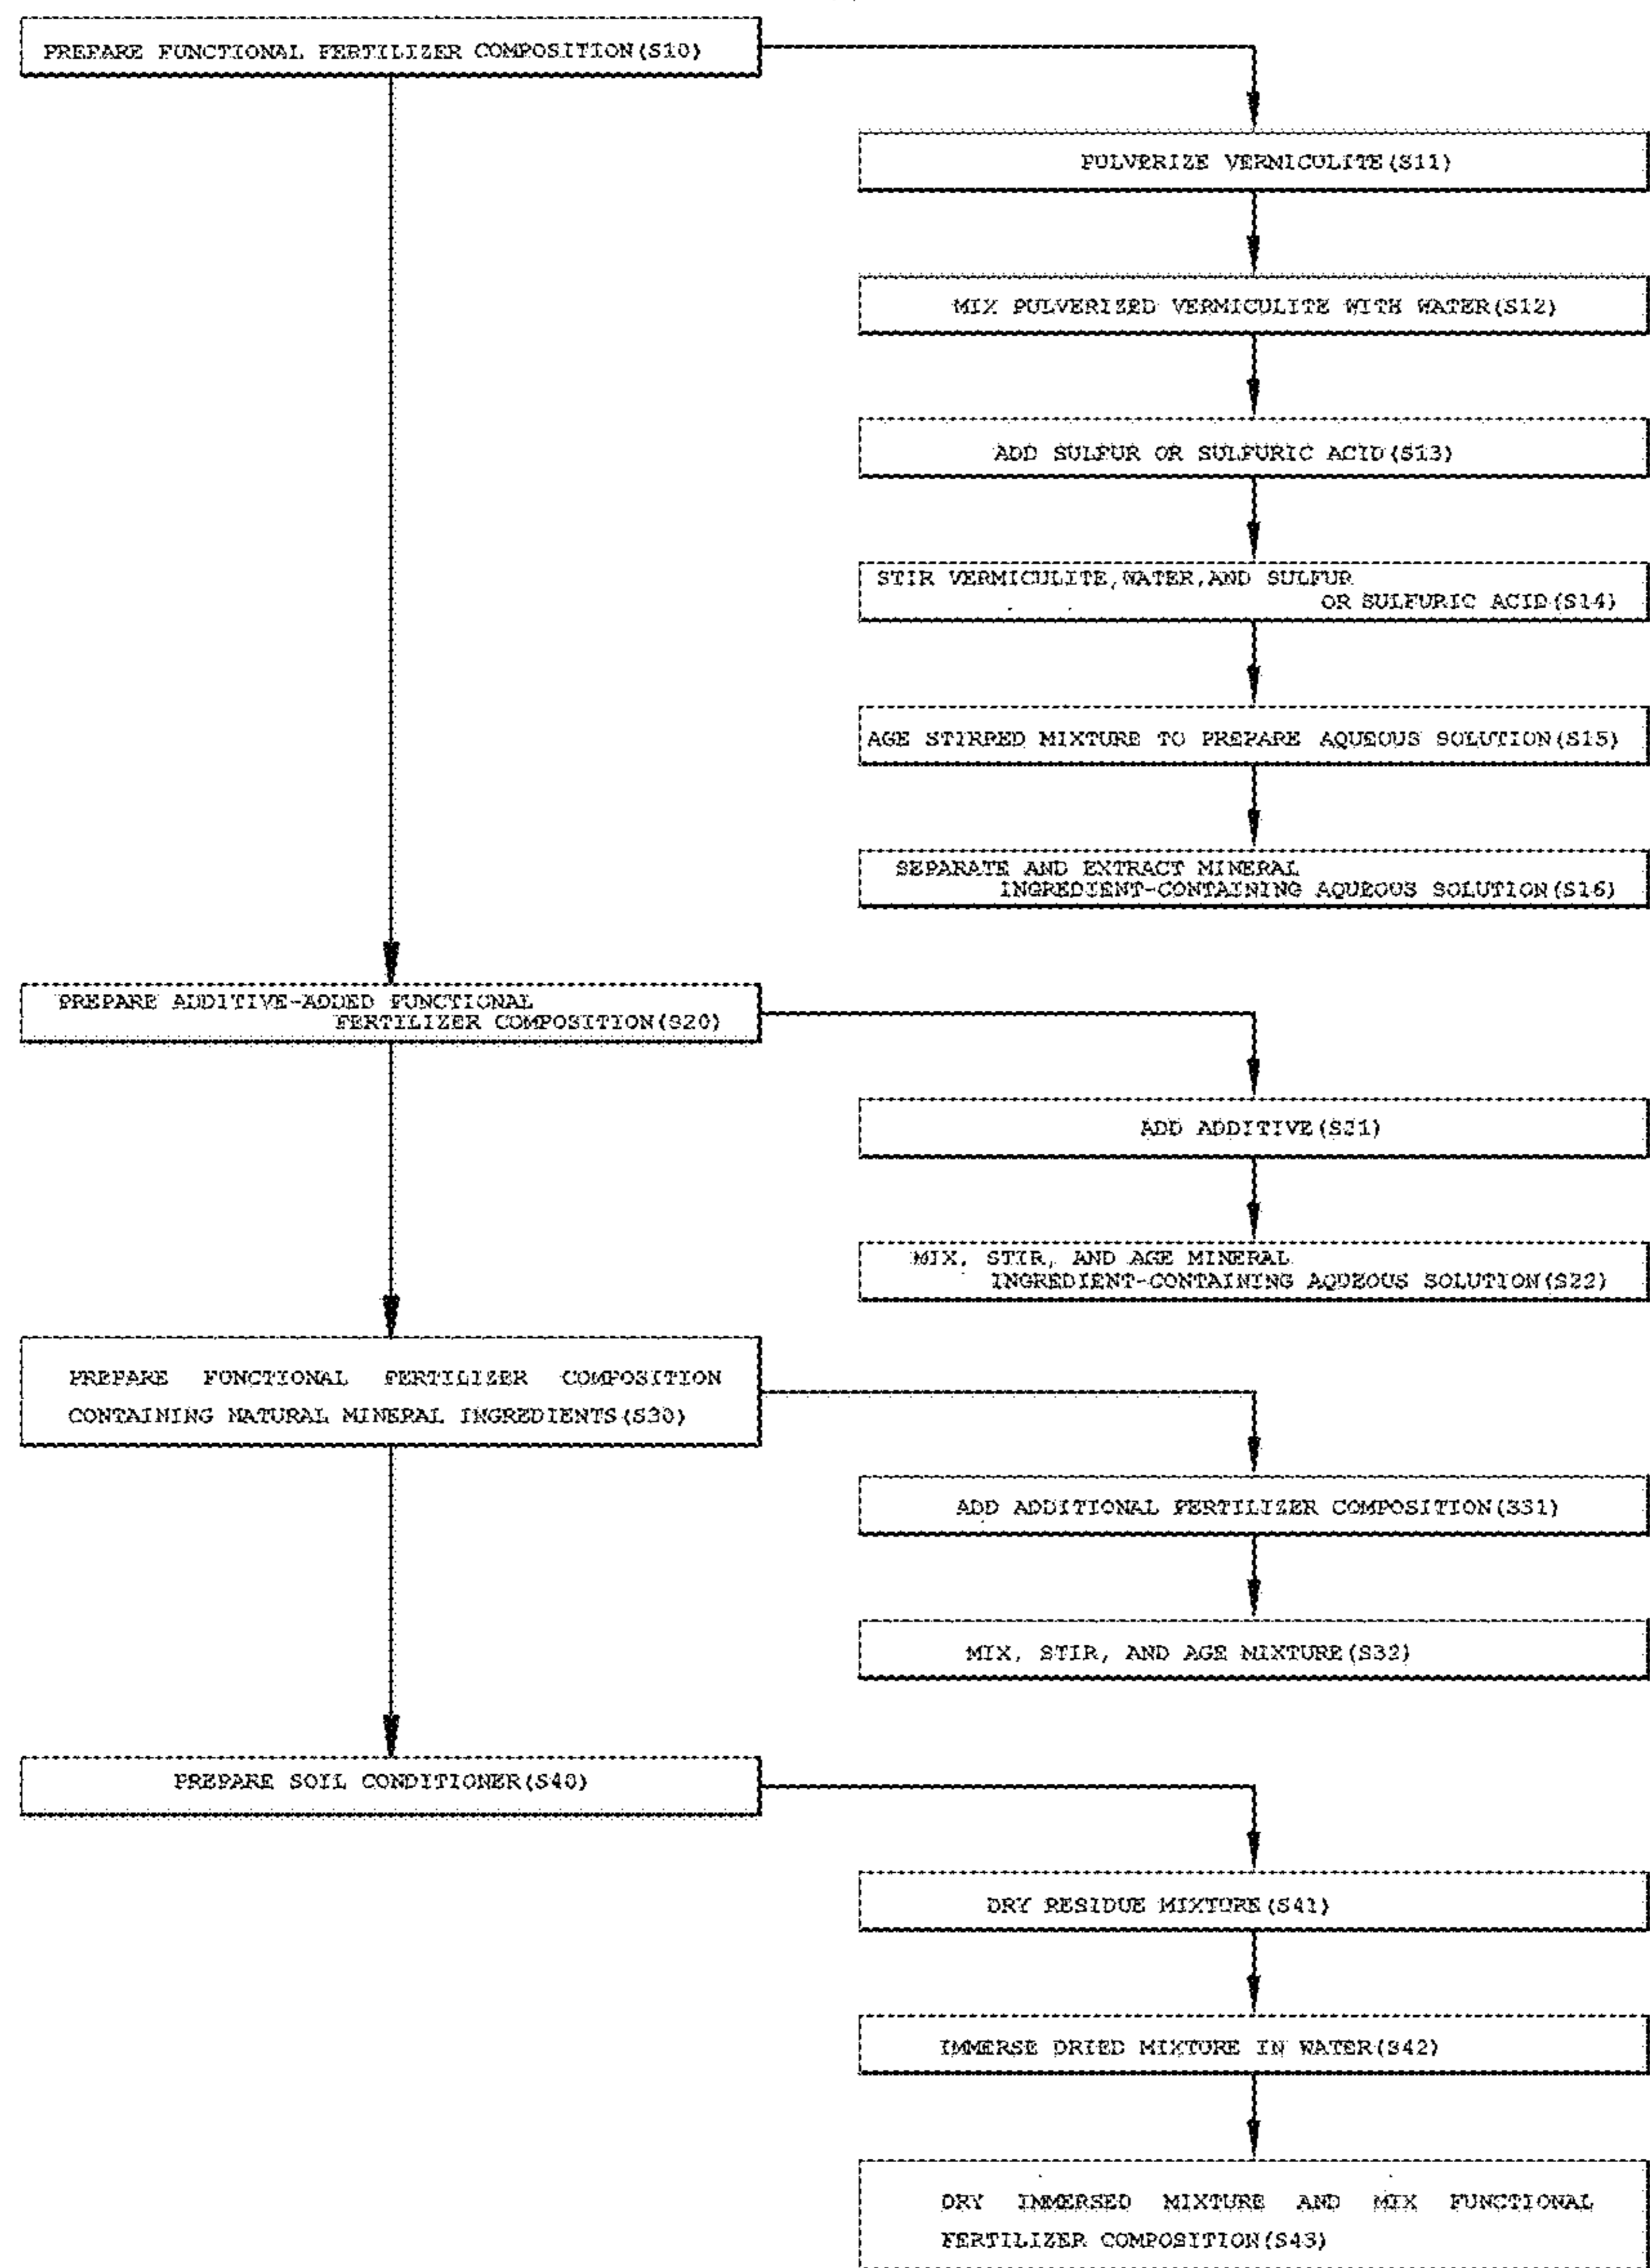 PREPARE FUNCTIONAL FERTILIZER COMPOSITION(S10)
PULVERIZE VERMICULITE(S11)
MIX PULVERIZED VERMICULITE WITH WATER(S12)
ADD SULFUR OR SULFURIC ACID(S13)
STIR VERMICULITE,WATER,AND SULFUR
OR SULFURIC ACID(S14)
AGE STIRRED MIXTURE TO PREPARE AQUEOUS SOLUTION(S15)
SEPARATE AND EXTRACT MINERAL
INGREDIENT-CONTAINING AQUEOUS SOLUTION(S16)
PREPARE ADDITIVE-ADDED FUNCTIONAL
FERTILIZER COMPOSITION(S20)
ADD ADDITIVE(S21)
MIX, STIR, AND AGE MINERAL
INGREDIENT-CONTAINING AQUEOUS SOLUTION(S22)
PREPARE FUNCTIONAL FERTILIZER COMPOSITION
CONTAINING NATURAL MINERAL INGREDIENTS(S30)
ADD ADDITIONAL FERTILIZER COMPOSITION(S31)
MIX, STIR, AND AGE MIXTURE(S32)
PREPARE SOIL CONDITIONER(S40)
DRY RESIDUE MIXTURE(S41)
IMMERSE DRIED MIXTURE IN WATER(S42)
DRY IMMERSED MIXTURE AND MIX FUNCTIONAL
FERTILIZER COMPOSITION(S43)